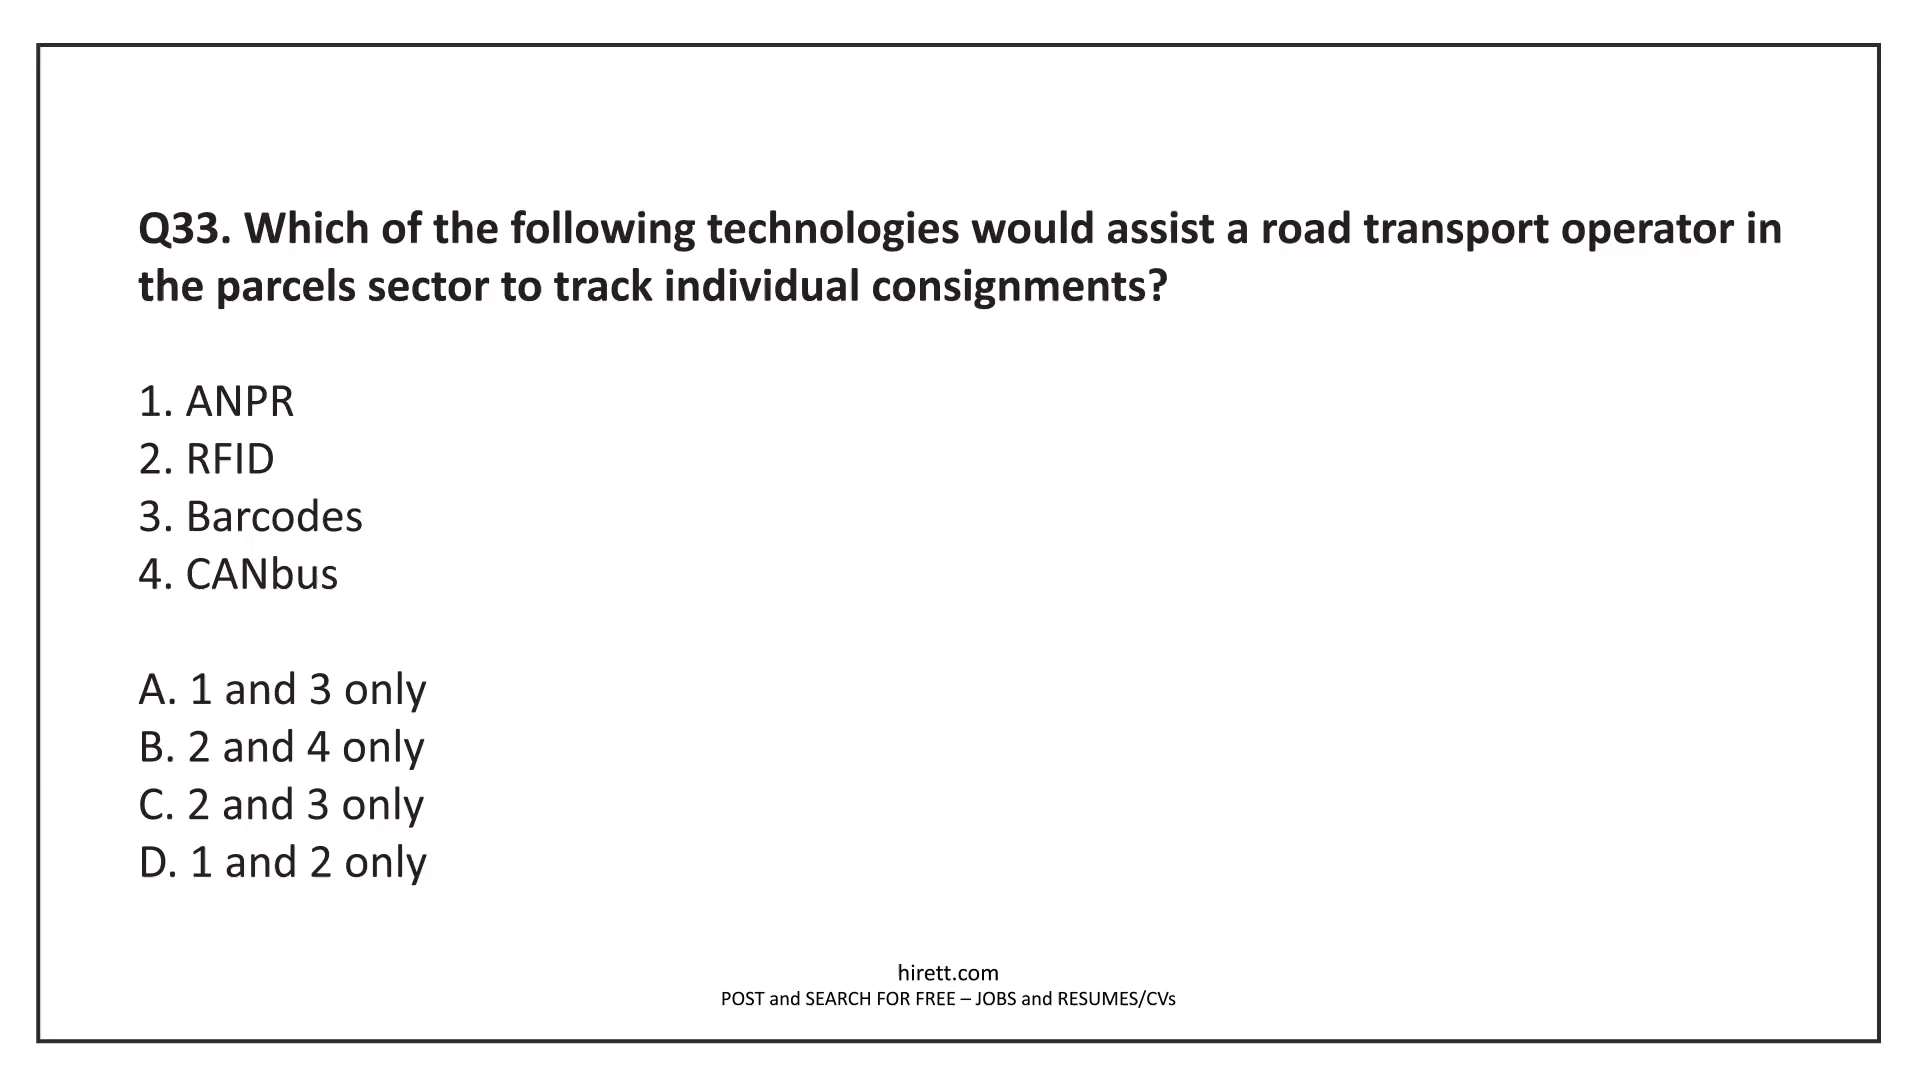 Q33. Which of the following technologies would assist a road transport operator in
the parcels sector to track individual consignments?
1. ANPR
2. RFID
3. Barcodes
4. CANbus
A. 1 and 3 only
B. 2 and 4 only
C. 2 and 3 only
D. 1 and 2 only
hirett.com
POST and SEARCH FOR FREE – JOBS and RESUMES/CVs